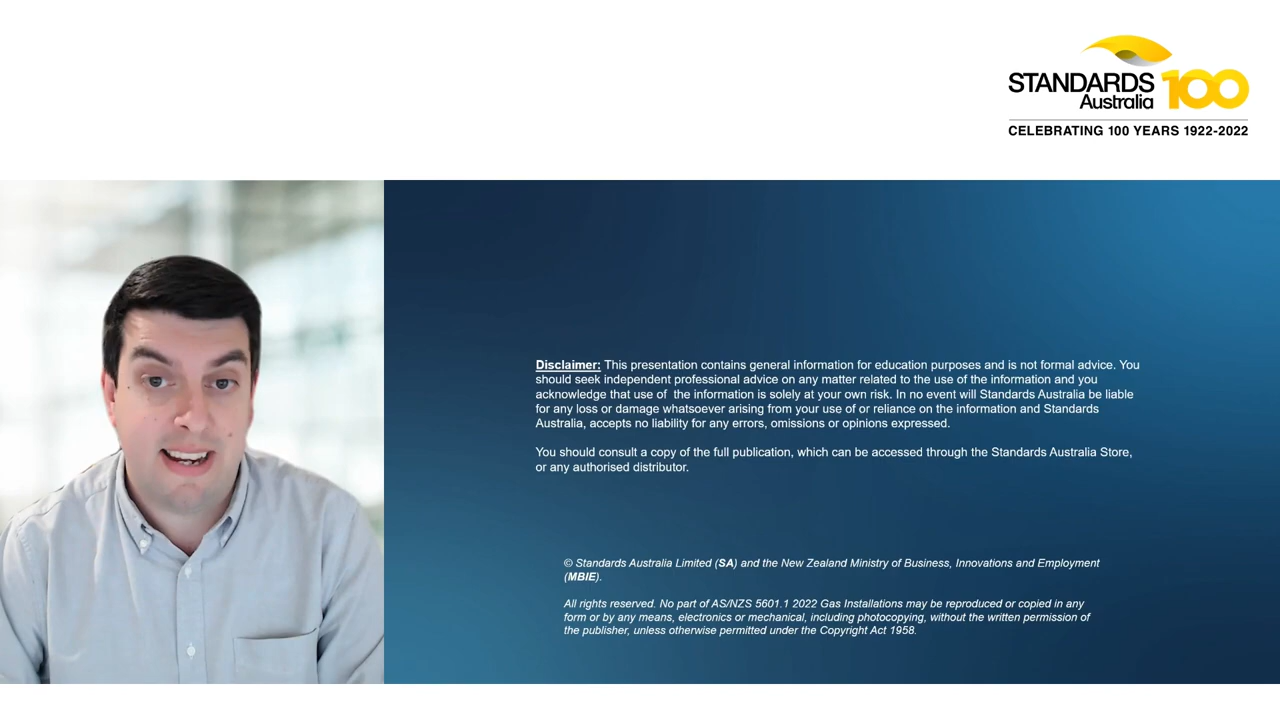 STANDARDS 100
Australia
CELEBRATING 100 YEARS 1922-2022
Disclaimer: This presentation contains general information for education purposes and is not formal advice. You
should seek independent professional advice on any matter related to the use of the information and you
acknowledge that use of the information is solely at your own risk. In no event will Standards Australia be liable
for any loss or damage whatsoever arising from your use of or reliance on the information and Standards
Australia, accepts no liability for any errors, omissions or opinions expressed.
You should consult a copy of the full publication, which can be accessed through the Standards Australia Store,
or any authorised distributor.
© Standards Australia Limited (SA) and the New Zealand Ministry of Business, Innovations and Employment
(MBIE).
All rights reserved. No part of AS/NZS 5601.1 2022 Gas Installations may be reproduced or copied in any
form or by any means, electronics or mechanical, including photocopying, without the written permission of
the publisher, unless otherwise permitted under the Copyright Act 1958.